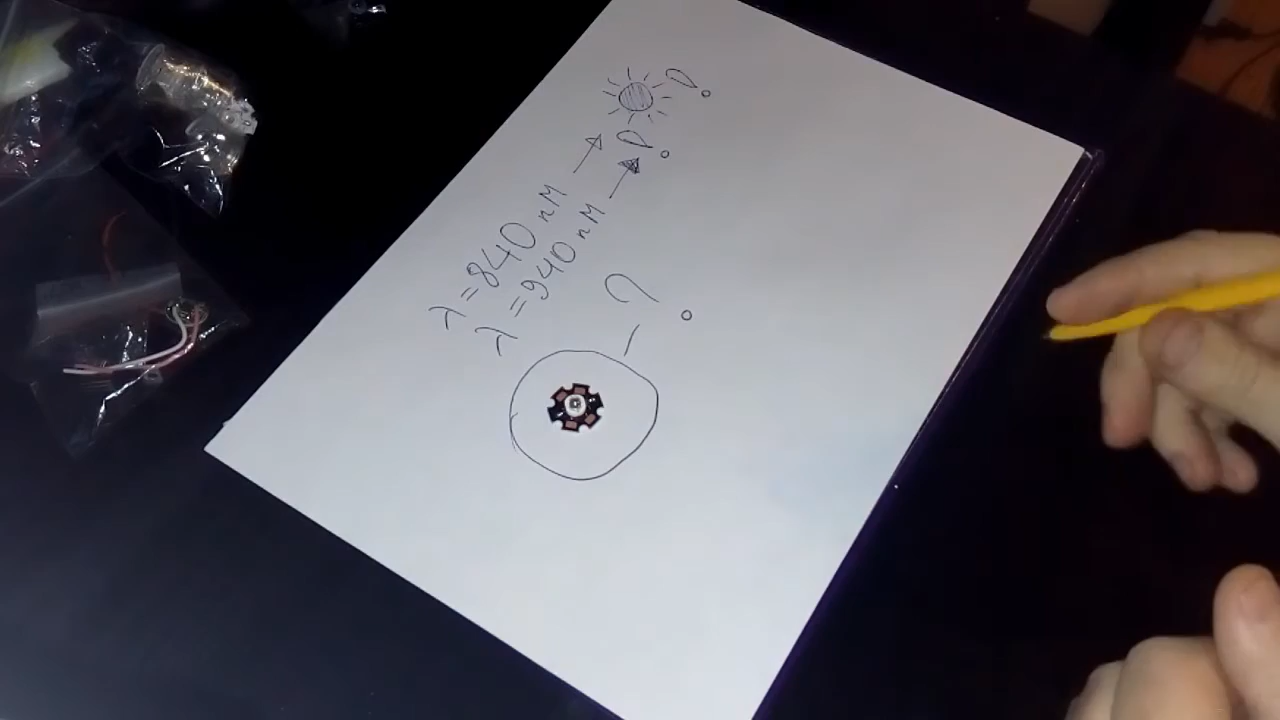 λ = 840 nM → ?
λ = 940 nM → ?
– ?